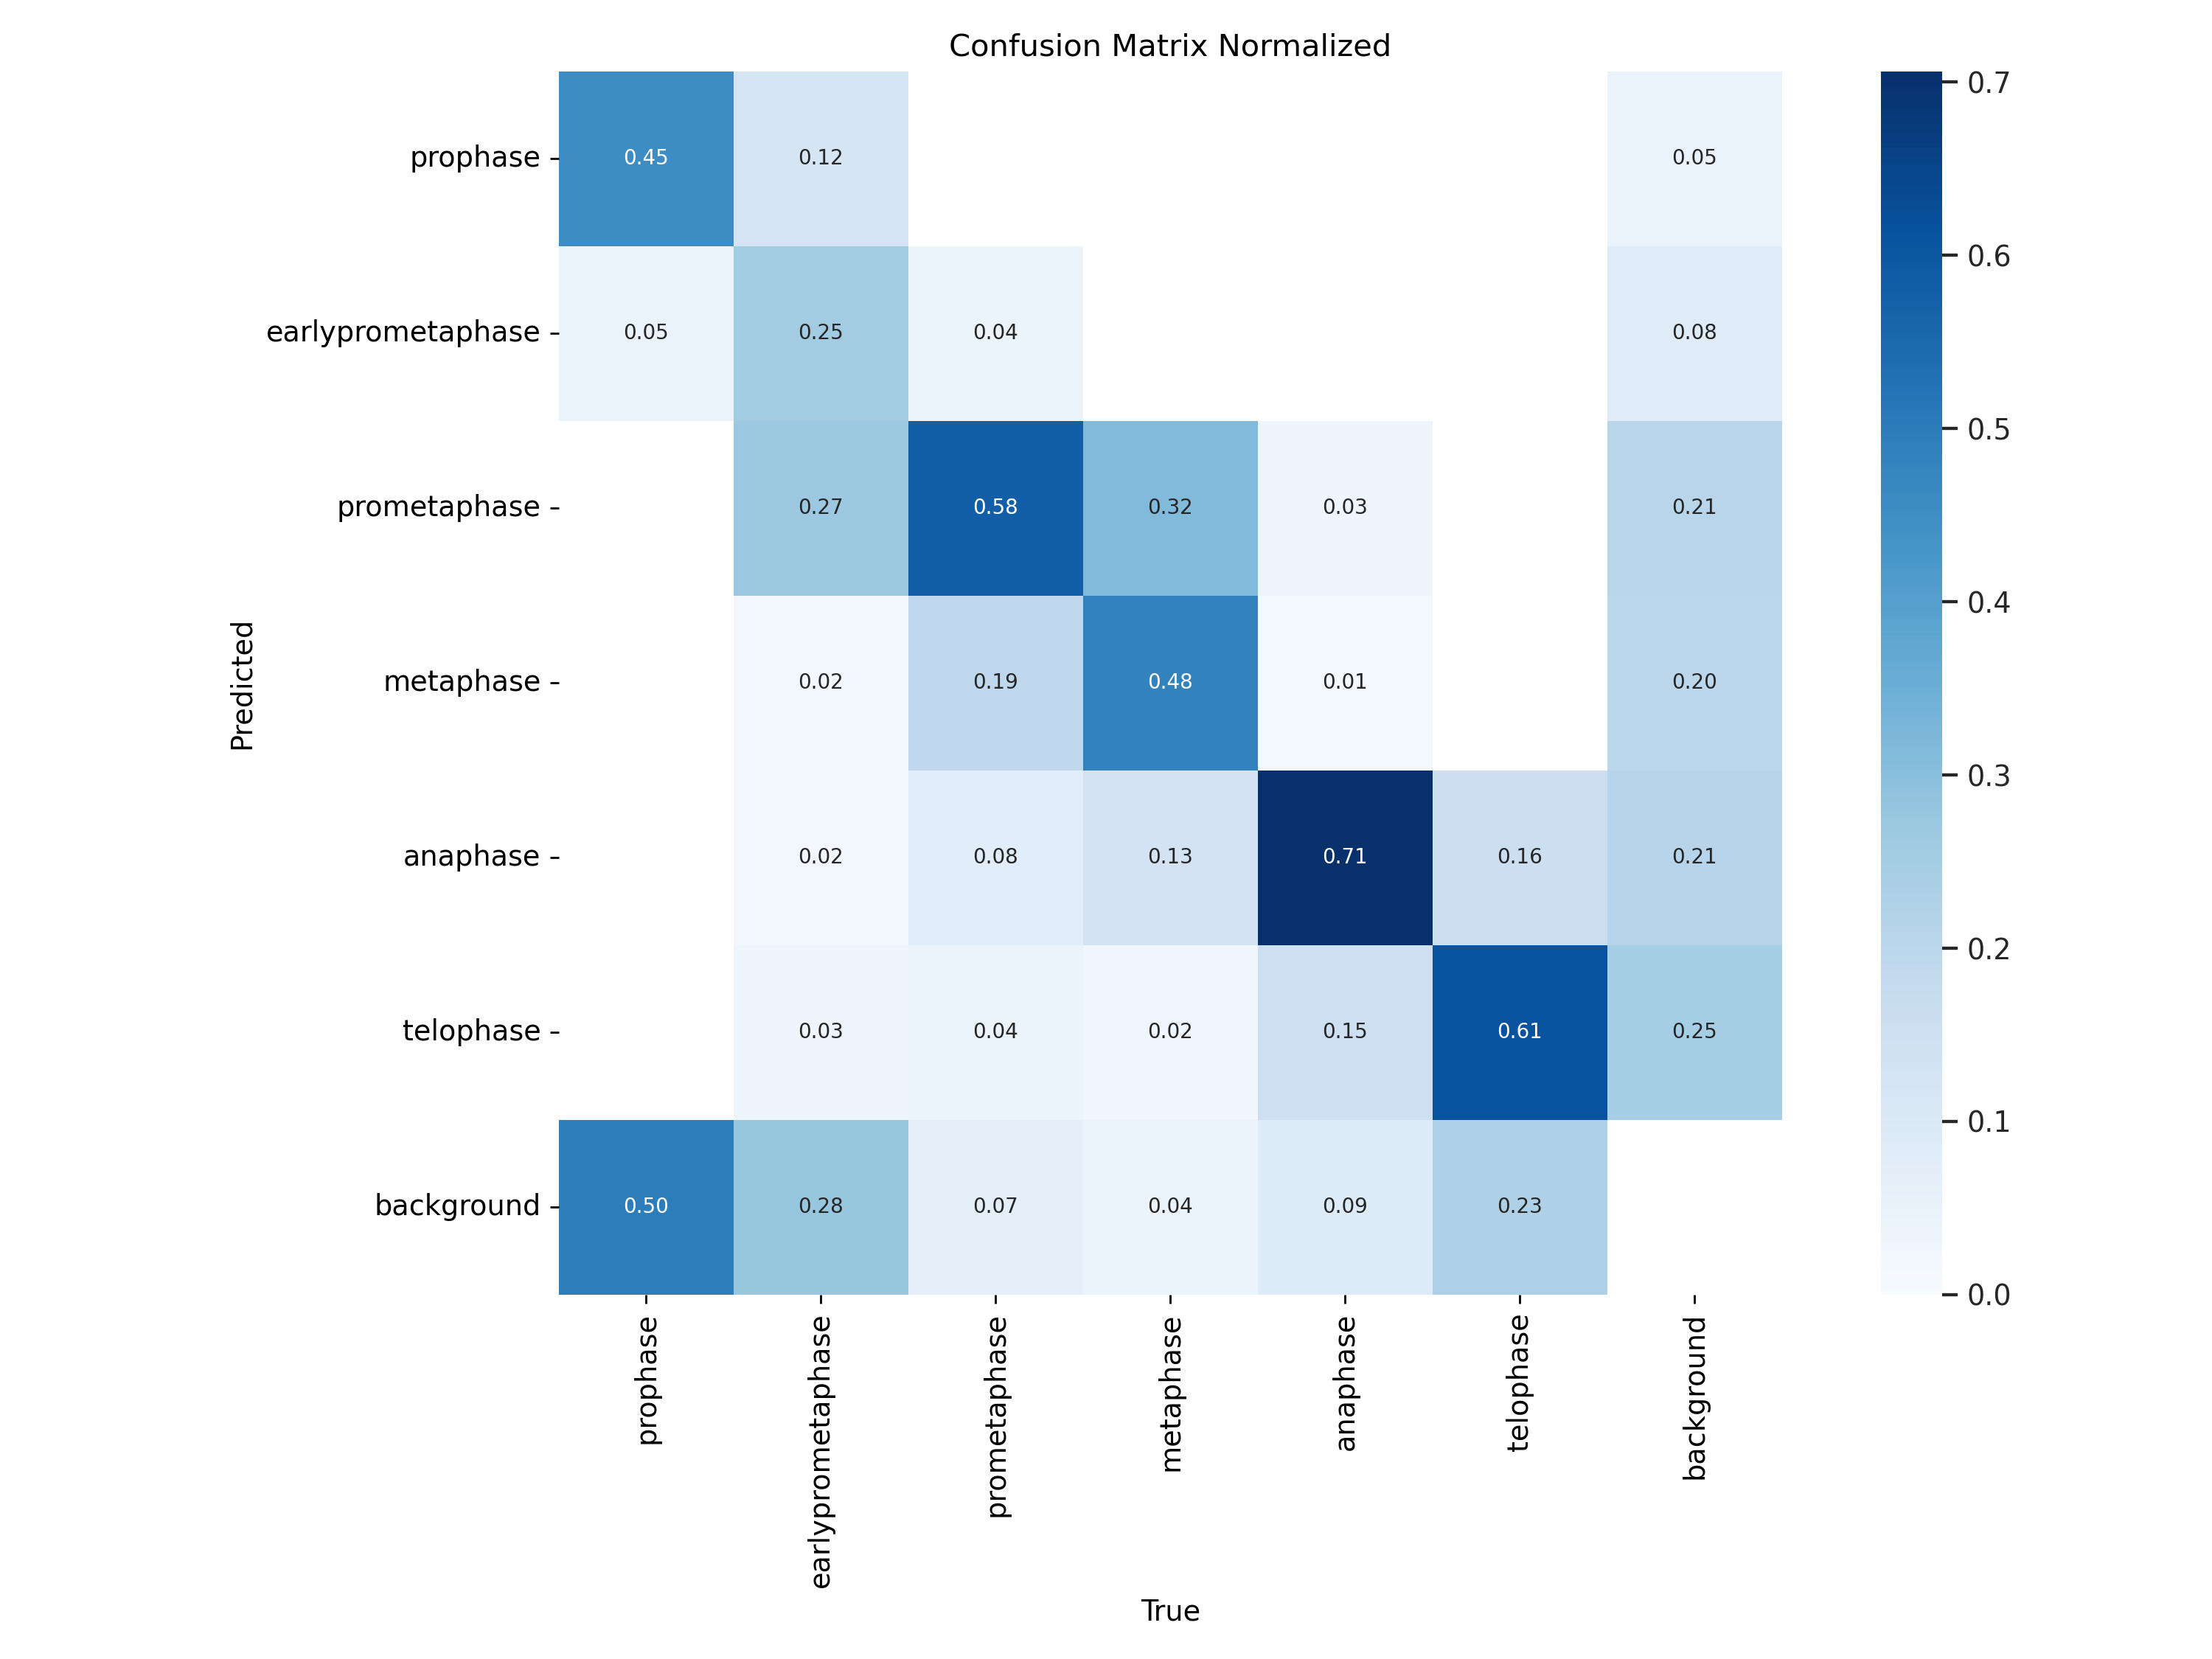 Confusion Matrix Normalized
prophase 0.45 0.12 0.05
earlyprometaphase 0.05 0.25 0.04 0.08
prometaphase 0.27 0.58 0.32 0.03 0.21
metaphase 0.02 0.19 0.48 0.01 0.20
anaphase 0.02 0.08 0.13 0.71 0.16 0.21
telophase 0.03 0.04 0.02 0.15 0.61 0.25
background 0.50 0.28 0.07 0.04 0.09 0.23
Predicted
prophase
earlyprometaphase
prometaphase
metaphase
anaphase
telophase
background
True
0.7
0.6
0.5
0.4
0.3
0.2
0.1
0.0